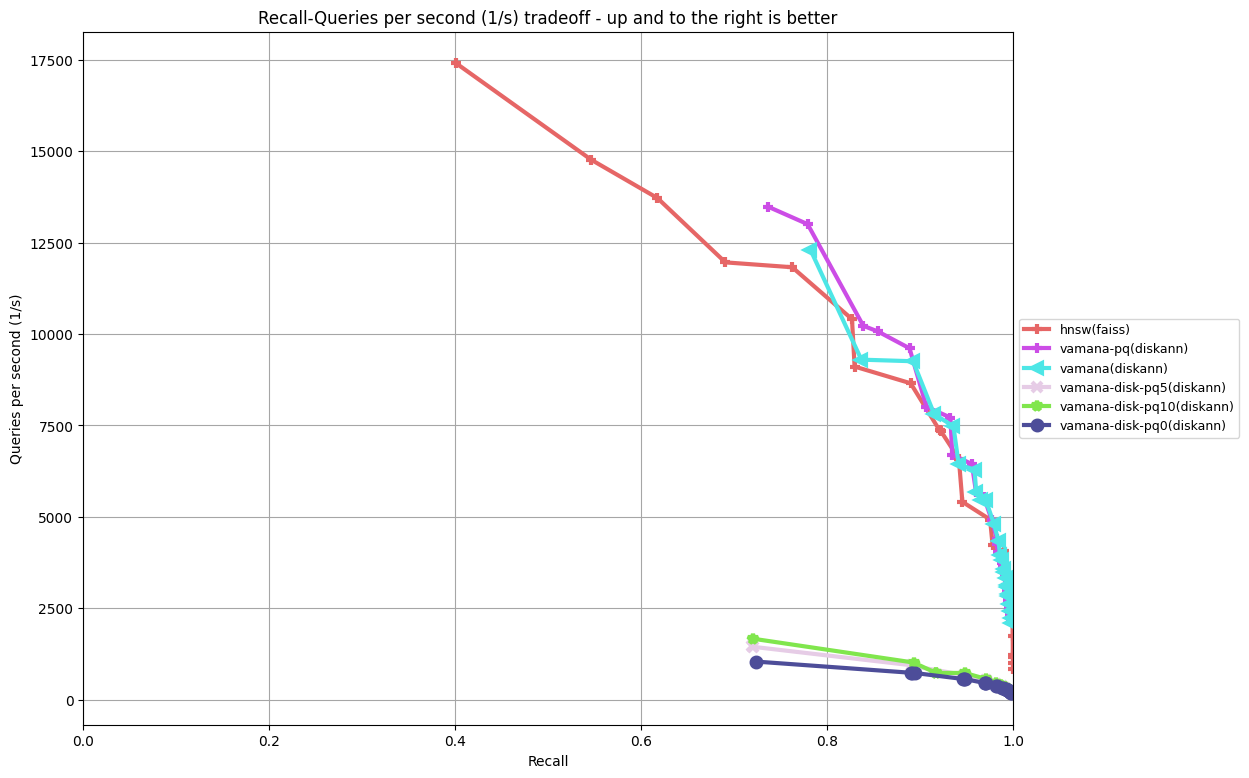 Recall-Queries per second (1/s) tradeoff - up and to the right is better
17500
15000
12500
10000
7500
5000
2500
0
Queries per second (1/s)
0.0
0.2
0.4
0.6
0.8
1.0
Recall
hnsw(faiss)
vamana-pq(diskann)
vamana(diskann)
vamana-disk-pq5(diskann)
vamana-disk-pq10(diskann)
vamana-disk-pq0(diskann)